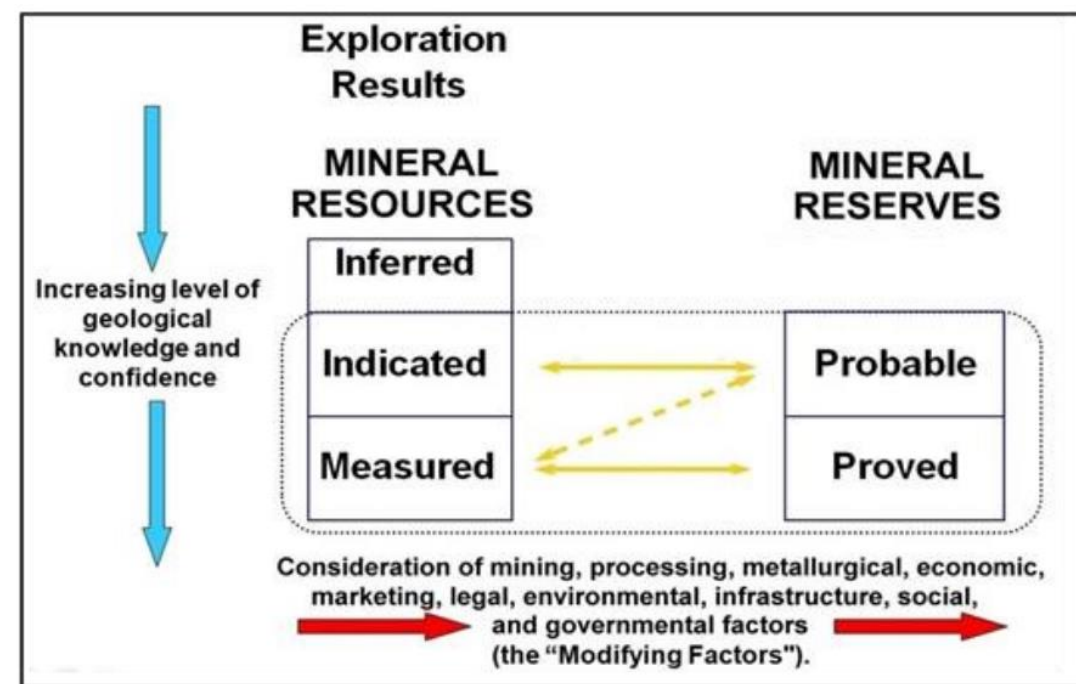 Exploration
Results
MINERAL
RESOURCES
MINERAL
RESERVES
Inferred
Increasing level of
geological
knowledge and
confidence
Indicated
Probable
Measured
Proved
Consideration of mining, processing, metallurgical, economic,
marketing, legal, environmental, infrastructure, social,
and governmental factors
(the “Modifying Factors").